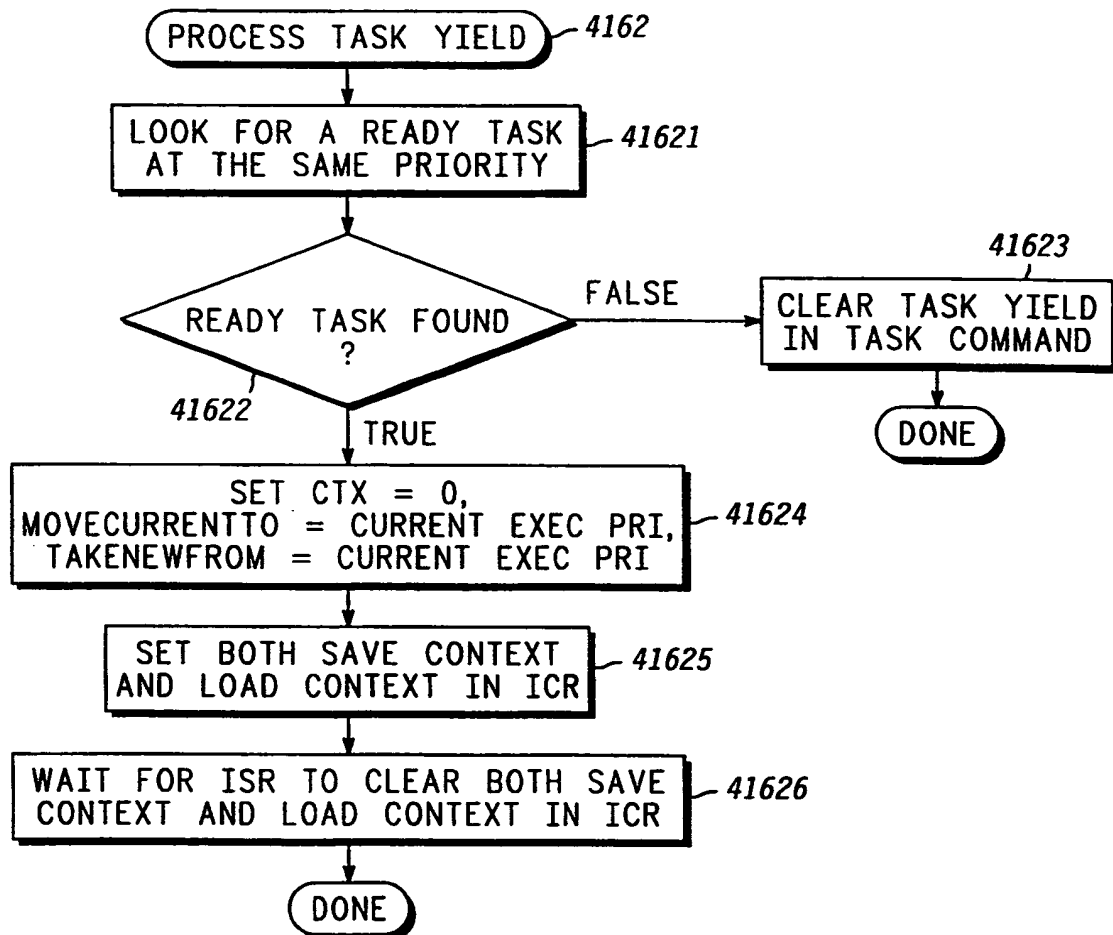 PROCESS TASK YIELD
4162
LOOK FOR A READY TASK
AT THE SAME PRIORITY
41621
READY TASK FOUND
?
41622
FALSE
41623
CLEAR TASK YIELD
IN TASK COMMAND
DONE
TRUE
SET CTX = 0,
MOVECURRENTTO = CURRENT EXEC PRI,
TAKENEWFROM = CURRENT EXEC PRI
41624
SET BOTH SAVE CONTEXT
AND LOAD CONTEXT IN ICR
41625
WAIT FOR ISR TO CLEAR BOTH SAVE
CONTEXT AND LOAD CONTEXT IN ICR
41626
DONE